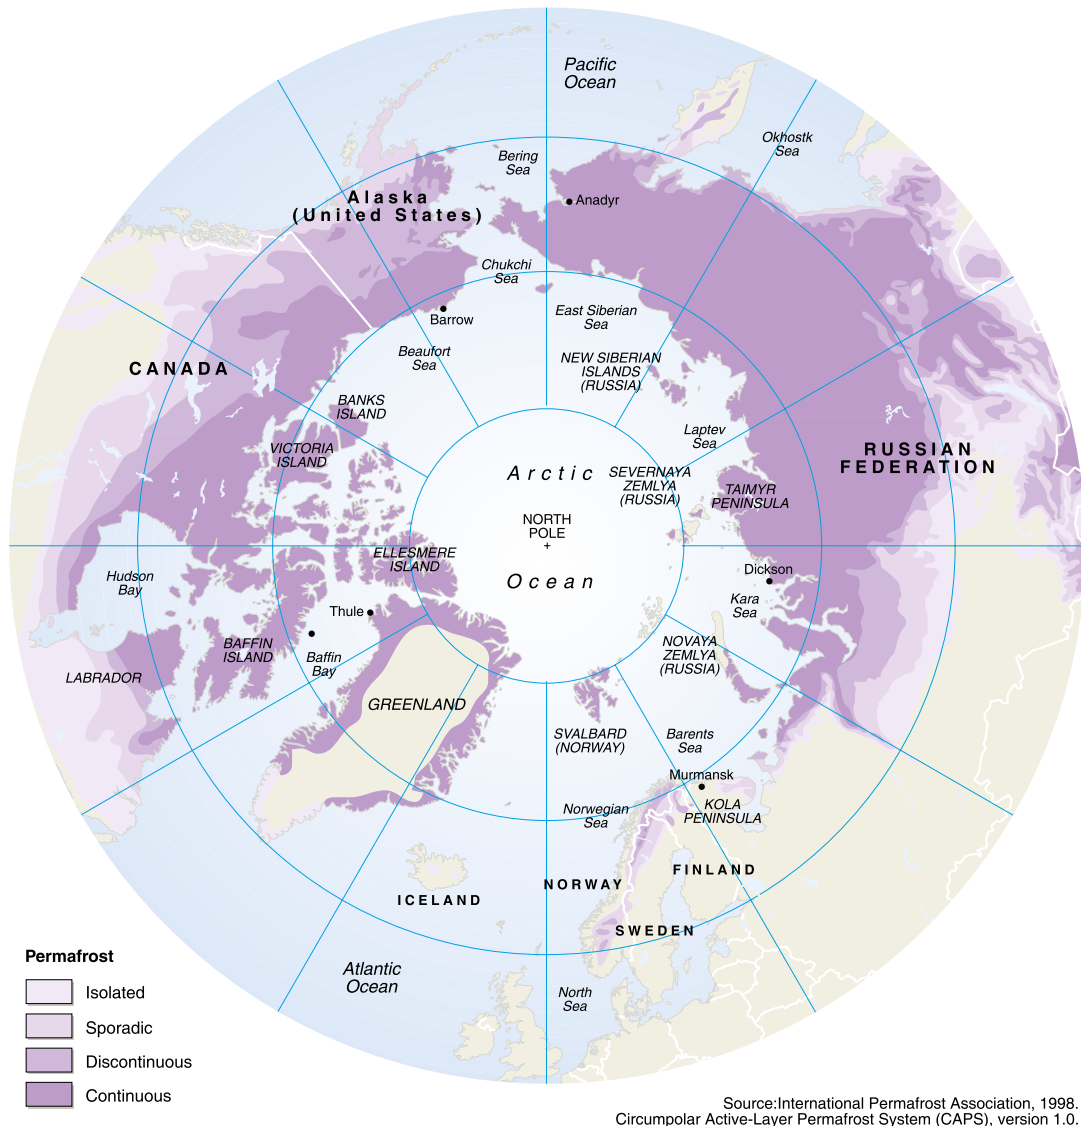 Pacific
Ocean
Okhostk
Sea
Bering
Sea
Alaska
(United States)
Anadyr
Chukchi
Sea
East Siberian
Sea
Barrow
Beaufort
Sea
NEW SIBERIAN
ISLANDS
(RUSSIA)
CANADA
BANKS
ISLAND
VICTORIA
ISLAND
Laptev
Sea
RUSSIAN
FEDERATION
Arctic
SEVERNAYA
ZEMLYA
(RUSSIA)
TAIMYR
PENINSULA
NORTH
POLE
+
ELLESMERE
ISLAND
Ocean
Dickson
Hudson
Bay
Thule
Kara
Sea
BAFFIN
ISLAND
Baffin
Bay
NOVAYA
ZEMLYA
(RUSSIA)
LABRADOR
GREENLAND
SVALBARD
(NORWAY)
Barents
Sea
Murmansk
KOLA
PENINSULA
Norwegian
Sea
FINLAND
NORWAY
ICELAND
SWEDEN
Atlantic
Ocean
North
Sea
Permafrost
Isolated
Sporadic
Discontinuous
Continuous
Source:International Permafrost Association, 1998.
Circumpolar Active-Layer Permafrost System (CAPS), version 1.0.